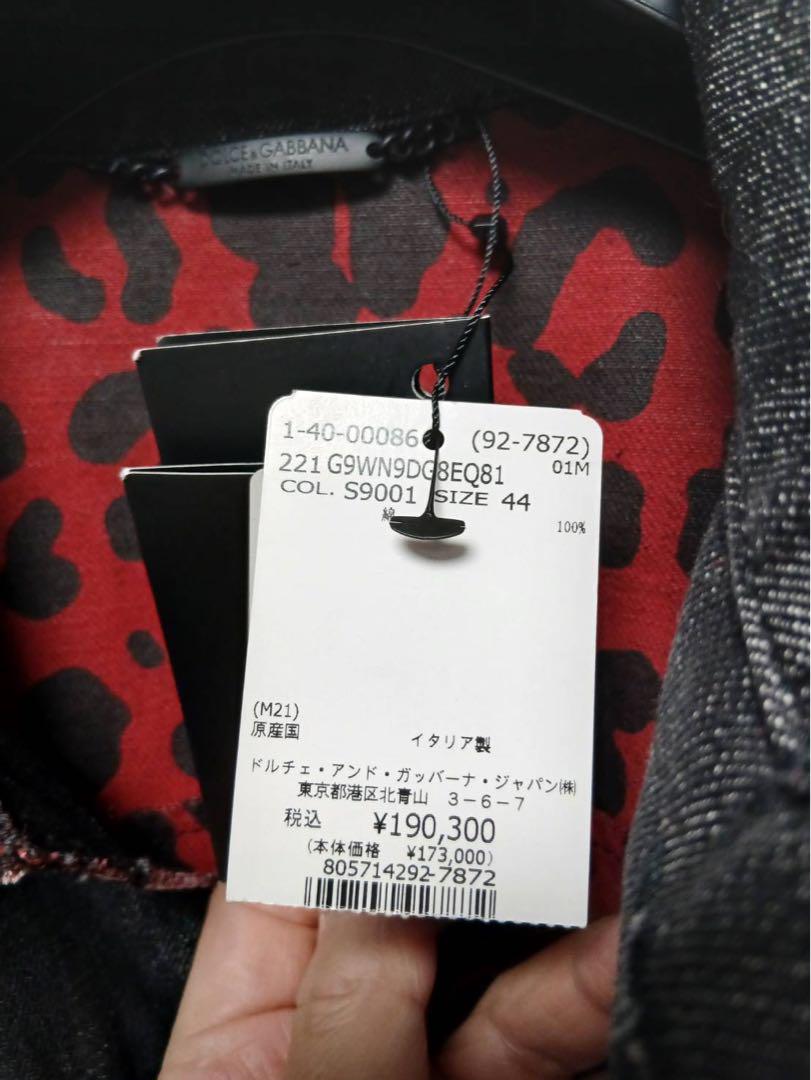 DOLCE & GABBANA
MADE IN ITALY
1-40-00086 (92-7872)
221 G9WN9DG8EQ81 01M
COL. S9001 SIZE 44
綿 100%
(M21)
原産国 イタリア製
ドルチェ・アンド・ガッバーナ・ジャパン㈱
東京都港区北青山 3-6-7
税込 ¥190,300
(本体価格 ¥173,000)
805714292-7872